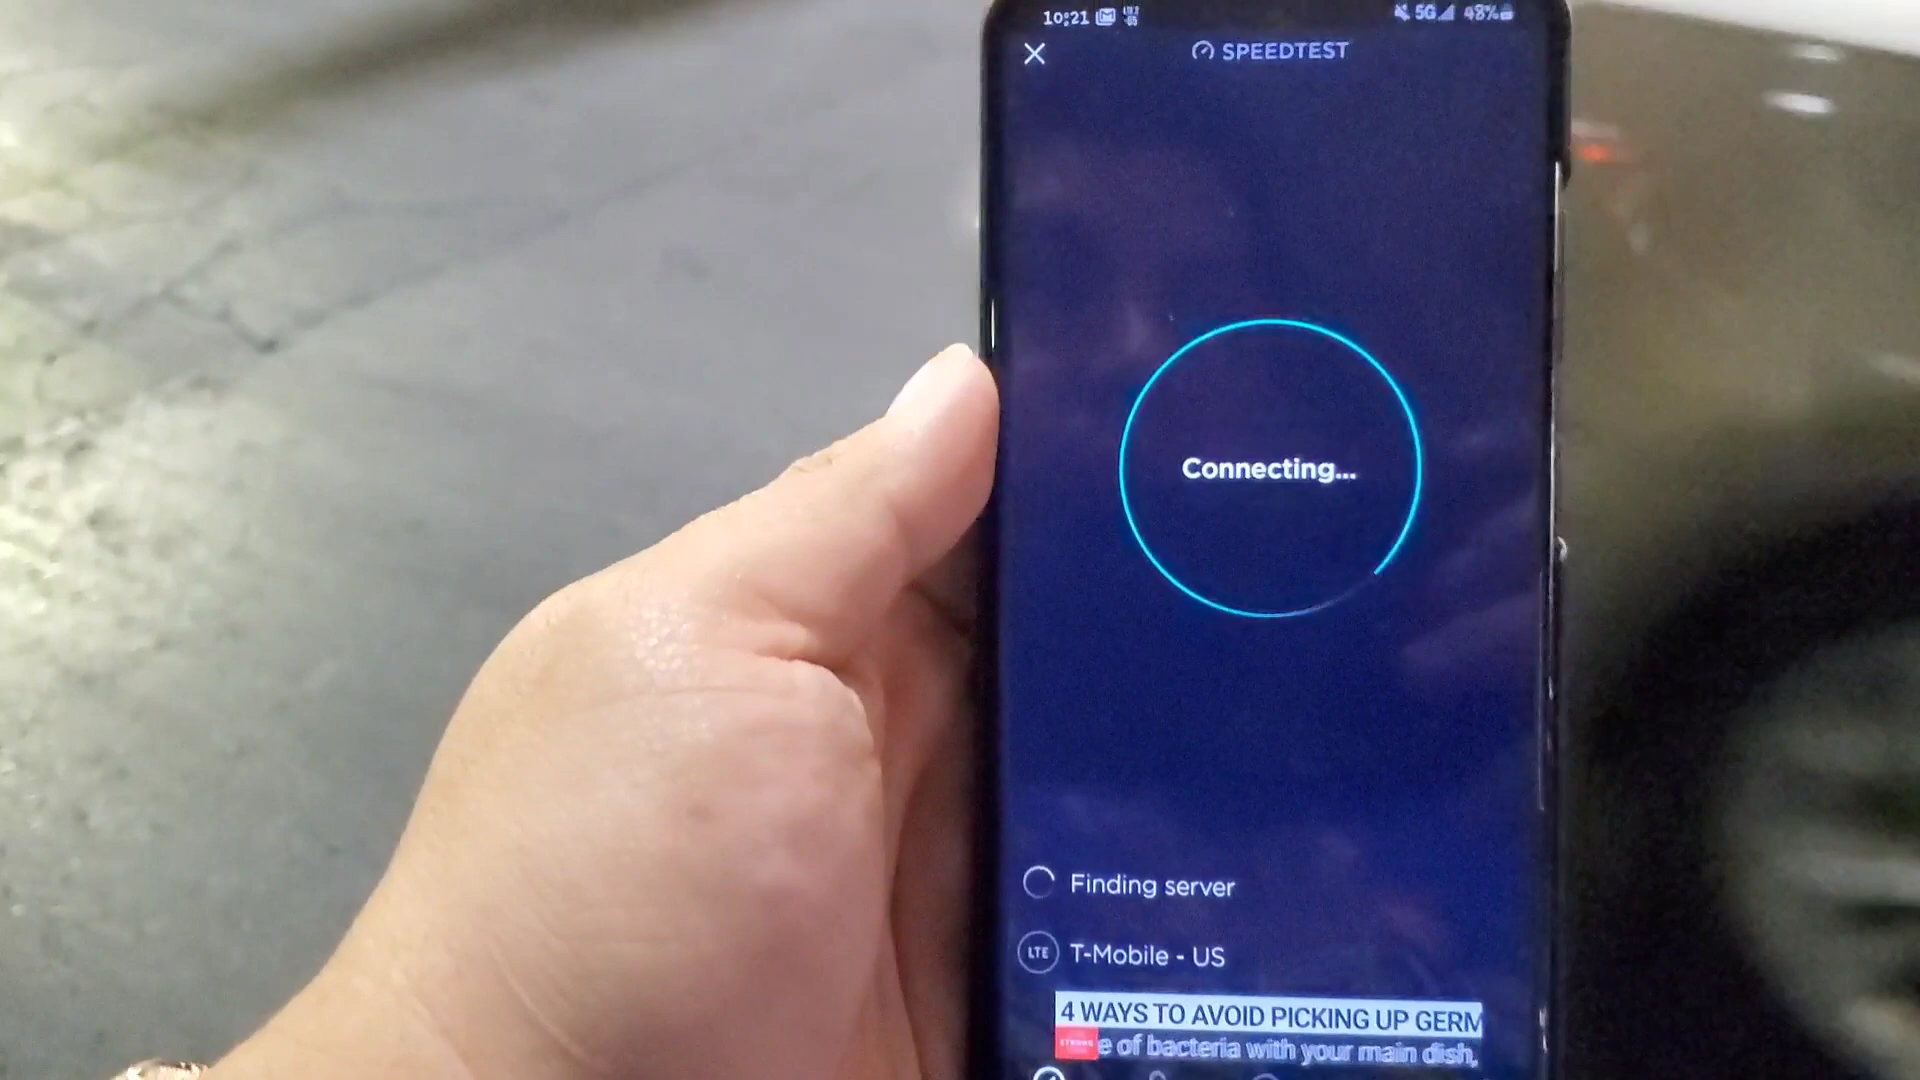 10:21 5G 48%
SPEEDTEST
Connecting...
Finding server
LTE T-Mobile - US
4 WAYS TO AVOID PICKING UP GERM
e of bacteria with your main dish,